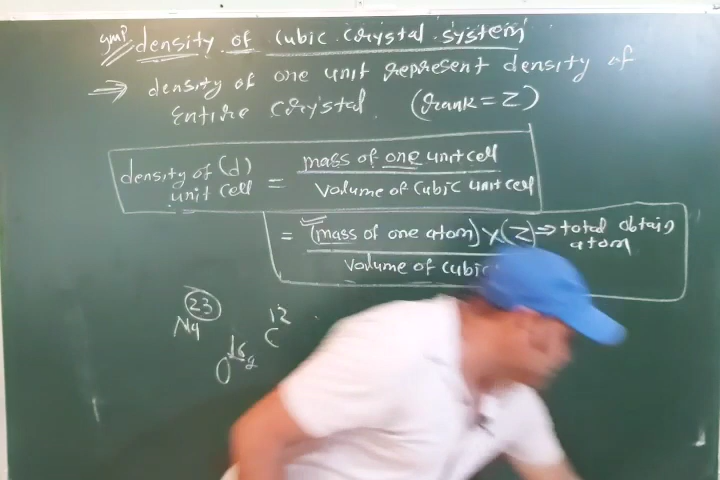 imp density of cubic crystal system
→ density of one unit represent density of
entire crystal (Rank = Z)
density of (d) unit cell = mass of one unit cell
volume of cubic unit cell
= (mass of one atom) X (Z) ⇒ total obtain atom
volume of cubic
Na 23
C 12
O 16